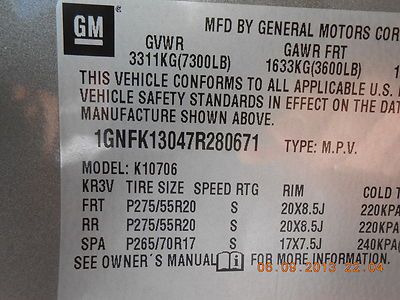 GM
MFD BY GENERAL MOTORS COR
GVWR GAWR FRT
3311KG(7300LB) 1633KG(3600LB) 1
THIS VEHICLE CONFORMS TO ALL APPLICABLE U.S.
VEHICLE SAFETY STANDARDS IN EFFECT ON THE DAT
MANUFACTURE SHOWN ABOVE.
1GNFK13047R280671 TYPE: M.P.V.
MODEL: K10706
KR3V TIRE SIZE SPEED RTG RIM COLD T
FRT P275/55R20 S 20X8.5J 220KPA
RR P275/55R20 S 20X8.5J 220KPA
SPA P265/70R17 S 17X7.5J 240KPA(
SEE OWNER'S MANUAL i FOR MORE INFORMATION.
06.09.2013 22:04